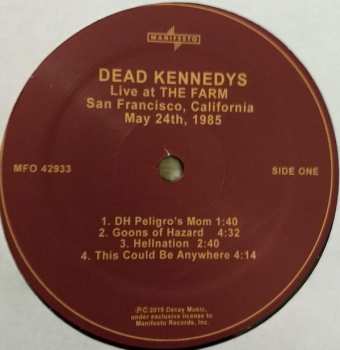 MANIFESTO
DEAD KENNEDYS
Live at THE FARM
San Francisco, California
May 24th, 1985
MFO 42933
SIDE ONE
1. DH Peligro's Mom 1:40
2. Goons of Hazard 4:32
3. Hellnation 2:40
4. This Could Be Anywhere 4:14
ⓅⒸ2019 Decay Music,
under exclusive license to
Manifesto Records, Inc.